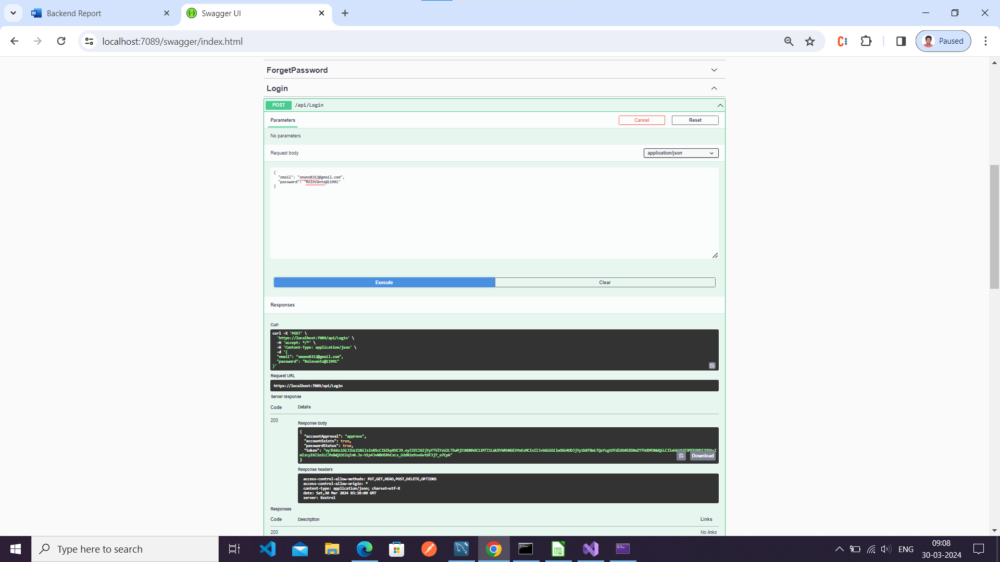 Backend Report
Swagger UI
localhost:7089/swagger/index.html
Paused
ForgetPassword
Login
POST /api/Login
Parameters
Cancel
Reset
No parameters
Request body
application/json
{
"email": "smano8312@gmail.com",
"password": "Relevantz@11991"
}
Execute
Clear
Responses
Curl
curl -X 'POST' \
'https://localhost:7089/api/Login' \
-H 'accept: */*' \
-H 'Content-Type: application/json' \
-d '{
"email": "smano8312@gmail.com",
"password": "Relevantz@11991"
}'
Request URL
https://localhost:7089/api/Login
Server response
Code Details
200
Response body
{
"accountApproval": "approve",
"accountExists": true,
"passwordStatus": true,
"token":
}
Download
Response headers
access-control-allow-methods: PUT,GET,HEAD,POST,DELETE,OPTIONS
access-control-allow-origin: *
content-type: application/json; charset=utf-8
date: Sat,30 Mar 2024 03:38:00 GMT
server: Kestrel
Responses
Code Description Links
200 No links
Type here to search
ENG
09:08
30-03-2024